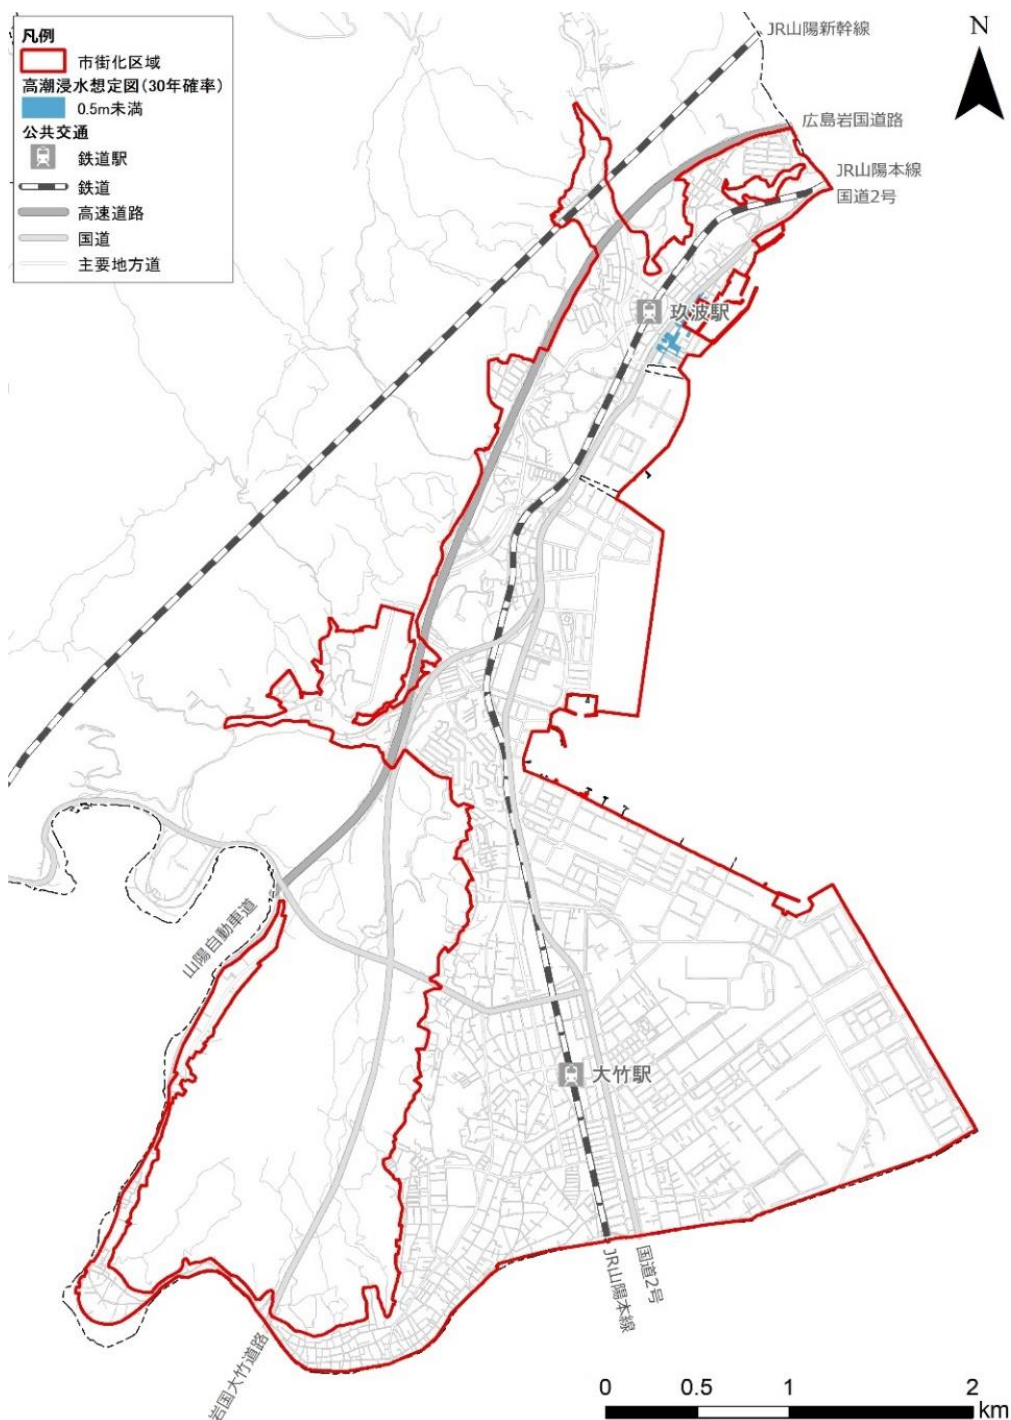 凡例
市街化区域
高潮浸水想定図(30年確率)
0.5m未満
公共交通
鉄道駅
鉄道
高速道路
国道
主要地方道
JR山陽新幹線
N
広島岩国道路
JR山陽本線
国道2号
玖波駅
山陽自動車道
大竹駅
JR山陽本線
国道2号
岩国大竹道路
0 0.5 1 2
km